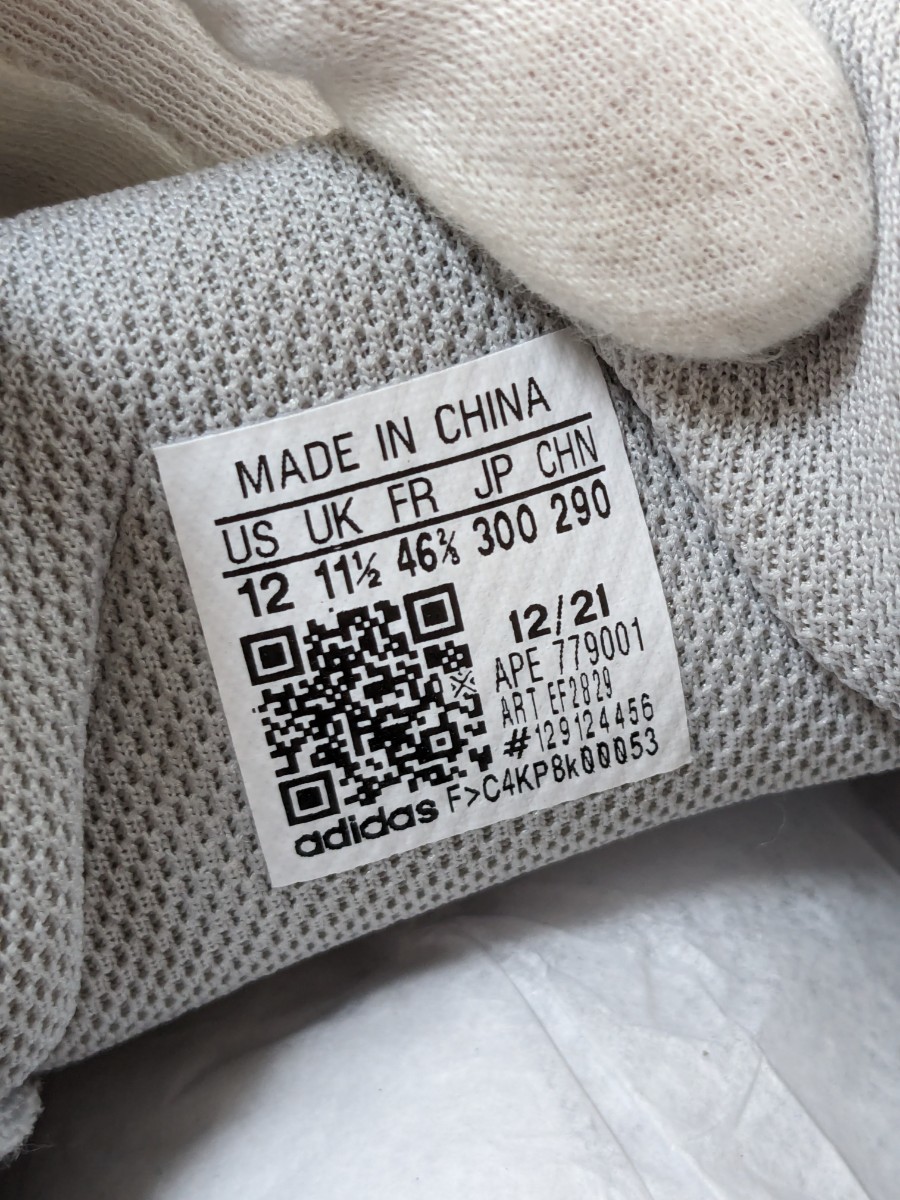 MADE IN CHINA
US UK FR JP CHN
12 11½ 46⅔ 300 290
12/21
APE 779001
ART EF2829
#129124456
F>C4KP8k00053
adidas